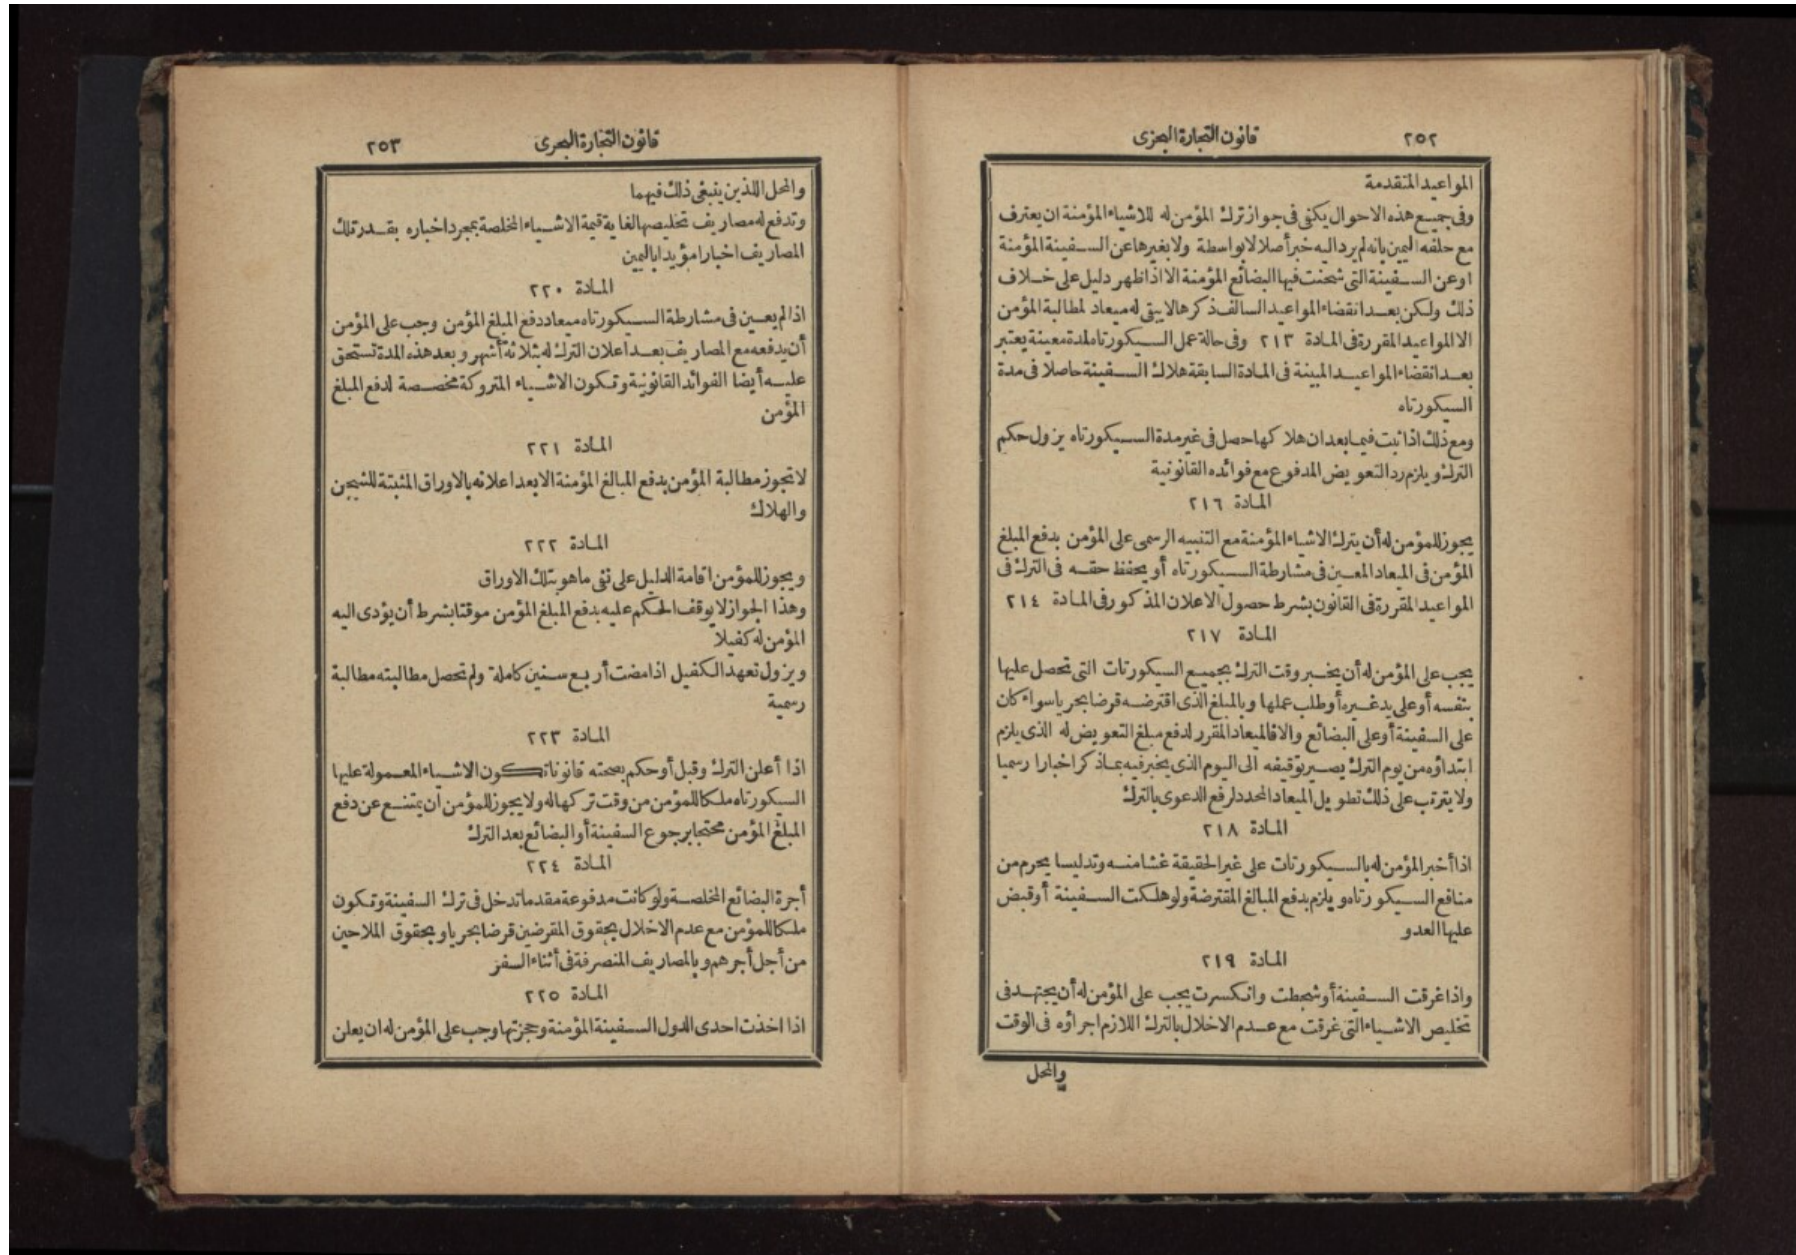 ٢٥٢
قانون التجارة البحرى
المواعيد المتقدمة
وفى جميع هذه الاحوال يكفى فى جواز ترك المؤمن له للاشياء المؤمنة ان يعترف
مع حلفه اليمين بانه لم يرد اليه خبر أصلا لا بواسطة ولا بغيرها عن السفينة المؤمنة
او عن السفينة التى شحنت فيها البضائع المؤمنة الا اذا ظهر دليل على خلاف
ذلك ولكن بعد انقضاء المواعيد السالف ذكرها لا يبقى له ميعاد لمطالبة المؤمن
الا المواعيد المقررة فى المادة ٢١٣ وفى حالة عمل السيكورتاه لمدة معينة يعتبر
بعد انقضاء المواعيد المبينة فى المادة السابقة هلاك السفينة حاصلا فى مدة
السيكورتاه
ومع ذلك اذا ثبت فيما بعد ان هلاكها حصل فى غير مدة السيكورتاه يزول حكم
الترك ويلزم رد التعويض المدفوع مع فوائده القانونية
المادة ٢١٦
يجوز للمؤمن له أن يترك الاشياء المؤمنة مع التنبيه الرسمى على المؤمن بدفع المبلغ
المؤمن فى الميعاد المعين فى مشارطة السيكورتاه أو يحفظ حقه فى الترك فى
المواعيد المقررة فى القانون بشرط حصول الاعلان المذكور فى المادة ٢١٤
المادة ٢١٧
يجب على المؤمن له أن يخبر وقت الترك بجميع السيكورتات التى تحصل عليها
بنفسه أو على يد غيره أو طلب عملها وبالمبلغ الذى اقترضه قرضا بحريا سواء كان
على السفينة أو على البضائع والا فالميعاد المقرر لدفع مبلغ التعويض له الذى يلزم
ابتداؤه من يوم الترك يصير توقيفه الى اليوم الذى يخبر فيه بما ذكر اخبارا رسميا
ولا يترتب على ذلك تطويل الميعاد المحدد لرفع الدعوى بالترك
المادة ٢١٨
اذا أخبر المؤمن له بالسيكورتات على غير الحقيقة غشا منه وتدليسا يحرم من
منافع السيكورتاه ويلزم بدفع المبالغ المقترضة ولو هلكت السفينة أو قبض
عليها العدو
المادة ٢١٩
واذا غرقت السفينة أو شحطت وانكسرت يجب على المؤمن له أن يجتهد فى
تخليص الاشياء التى غرقت مع عدم الاخلال بالترك اللازم اجراؤه فى الوقت
والمحل
قانون التجارة البحرى
٢٥٣
والمحل اللذين ينبغى ذلك فيهما
وتدفع له مصاريف تخليصها لغاية قيمة الاشياء المخلصة بمجرد اخباره بقدر تلك
المصاريف اخبارا مؤيدا باليمين
المادة ٢٢٠
اذا لم يعين فى مشارطة السيكورتاه ميعاد دفع المبلغ المؤمن وجب على المؤمن
أن يدفعه مع المصاريف بعد اعلان الترك له بثلاثة أشهر وبعد هذه المدة تستحق
عليه أيضا الفوائد القانونية وتكون الاشياء المتروكة مخصصة لدفع المبلغ
المؤمن
المادة ٢٢١
لا تجوز مطالبة المؤمن بدفع المبالغ المؤمنة الا بعد اعلانه بالاوراق المثبتة للشحن
والهلاك
المادة ٢٢٢
ويجوز للمؤمن اقامة الدليل على نفى ما هو بتلك الاوراق
وهذا الجواز لا يوقف الحكم عليه بدفع المبلغ المؤمن موقتا بشرط أن يؤدى اليه
المؤمن له كفيلا
ويزول تعهد الكفيل اذا مضت أربع سنين كاملة ولم تحصل مطالبته مطالبة
رسمية
المادة ٢٢٣
اذا أعلن الترك وقبل أو حكم بصحته قانونا تكون الاشياء المعمولة عليها
السيكورتاه ملكا للمؤمن من وقت تركها له ولا يجوز للمؤمن أن يمتنع عن دفع
المبلغ المؤمن محتجا برجوع السفينة أو البضائع بعد الترك
المادة ٢٢٤
أجرة البضائع المخلصة ولو كانت مدفوعة مقدما تدخل فى ترك السفينة وتكون
ملكا للمؤمن مع عدم الاخلال بحقوق المقرضين قرضا بحريا وبحقوق الملاحين
من أجل أجرهم وبالمصاريف المنصرفة فى أثناء السفر
المادة ٢٢٥
اذا اخذت احدى الدول السفينة المؤمنة وحجزتها وجب على المؤمن له ان يعلن